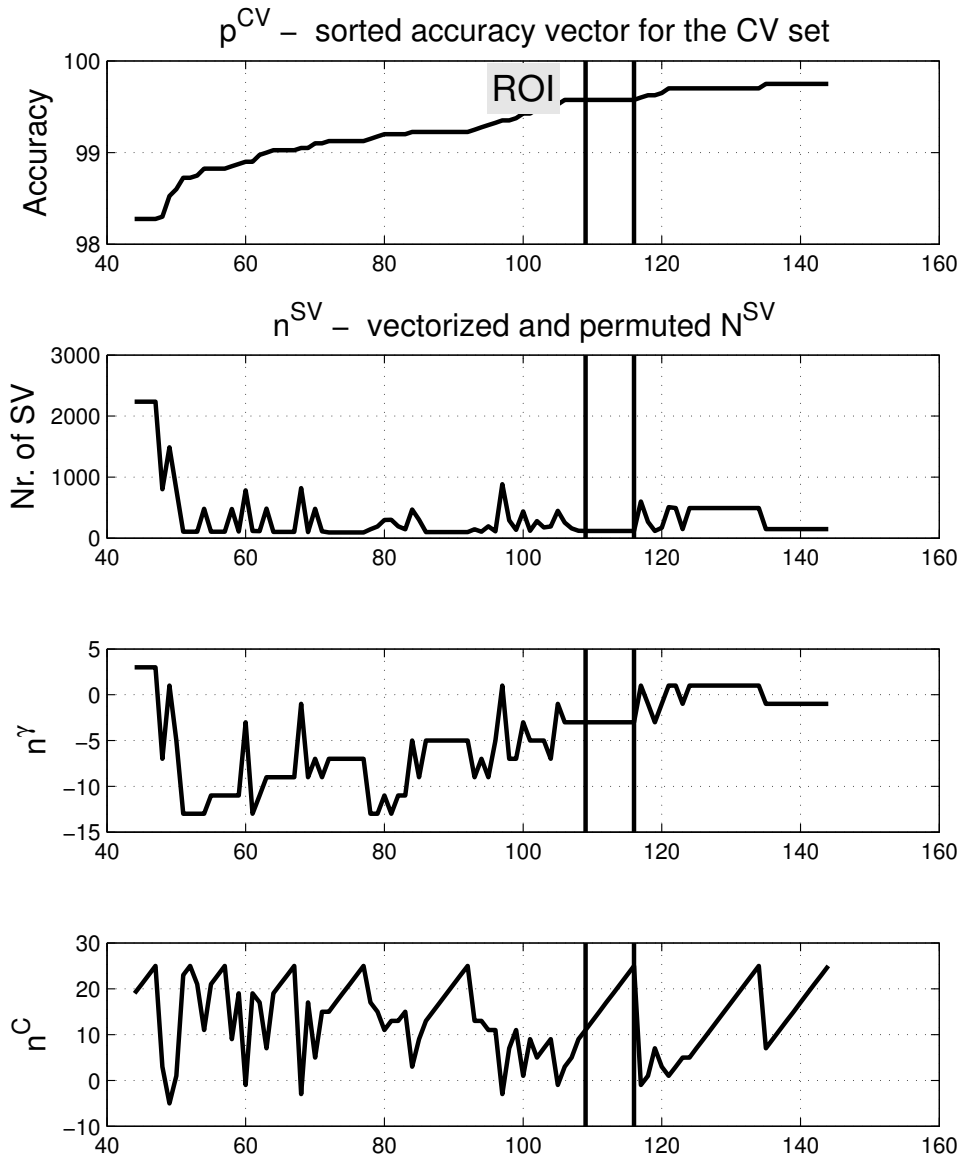 p^CV − sorted accuracy vector for the CV set
100
99
98
Accuracy
ROI
40 60 80 100 120 140 160
n^SV − vectorized and permuted N^SV
3000
2000
1000
0
Nr. of SV
40 60 80 100 120 140 160
5
0
−5
−10
−15
n^γ
40 60 80 100 120 140 160
30
20
10
0
−10
n^C
40 60 80 100 120 140 160